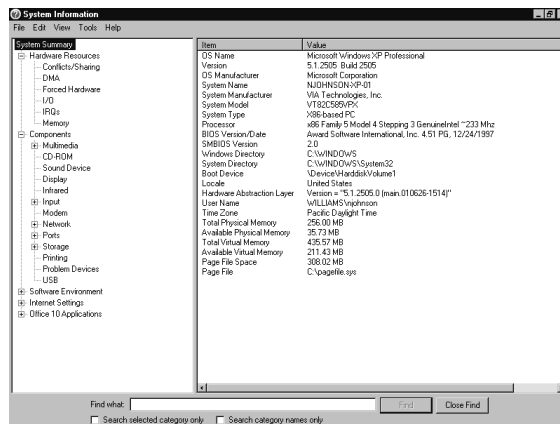 System Information
File Edit View Tools Help
System Summary
Hardware Resources
Conflicts/Sharing
DMA
Forced Hardware
I/O
IRQs
Memory
Components
Multimedia
CD-ROM
Sound Device
Display
Infrared
Input
Modem
Network
Ports
Storage
Printing
Problem Devices
USB
Software Environment
Internet Settings
Office 10 Applications
Item Value
OS Name Microsoft Windows XP Professional
Version 5.1.2505 Build 2505
OS Manufacturer Microsoft Corporation
System Name NJOHNSON-XP-01
System Manufacturer VIA Technologies, Inc.
System Model VT82C585VPX
System Type X86-based PC
Processor x86 Family 5 Model 4 Stepping 3 GenuineIntel ~233 Mhz
BIOS Version/Date Award Software International, Inc. 4.51 PG, 12/24/1997
SMBIOS Version 2.0
Windows Directory C:\WINDOWS
System Directory C:\WINDOWS\System32
Boot Device \Device\HarddiskVolume1
Locale United States
Hardware Abstraction Layer Version = "5.1.2505.0 (main.010626-1514)"
User Name WILLIAMS\njohnson
Time Zone Pacific Daylight Time
Total Physical Memory 256.00 MB
Available Physical Memory 35.73 MB
Total Virtual Memory 435.57 MB
Available Virtual Memory 211.43 MB
Page File Space 308.02 MB
Page File C:\pagefile.sys
Find what: Find Close Find
Search selected category only Search category names only